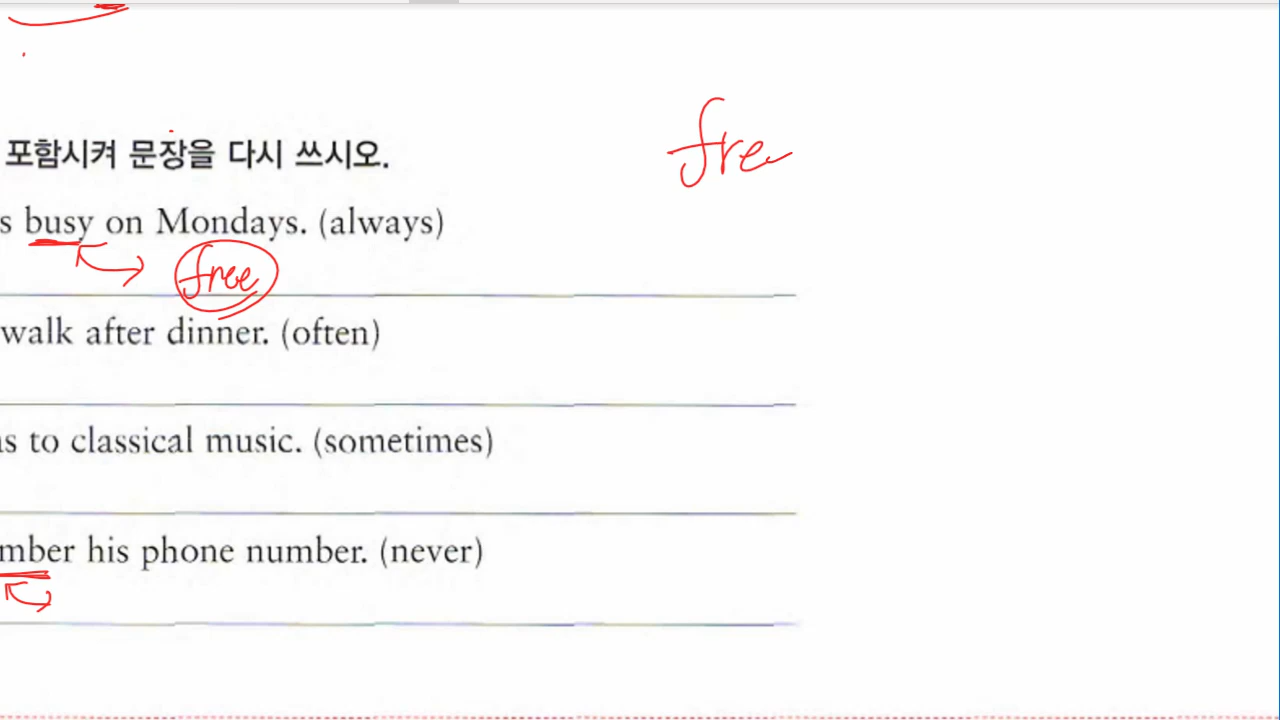 포함시켜 문장을 다시 쓰시오.
fre
s busy on Mondays. (always)
free
walk after dinner. (often)
s to classical music. (sometimes)
mber his phone number. (never)